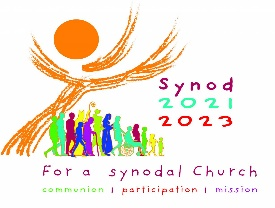 Synod
2021
2023
For a synodal Church
communion | participation | mission